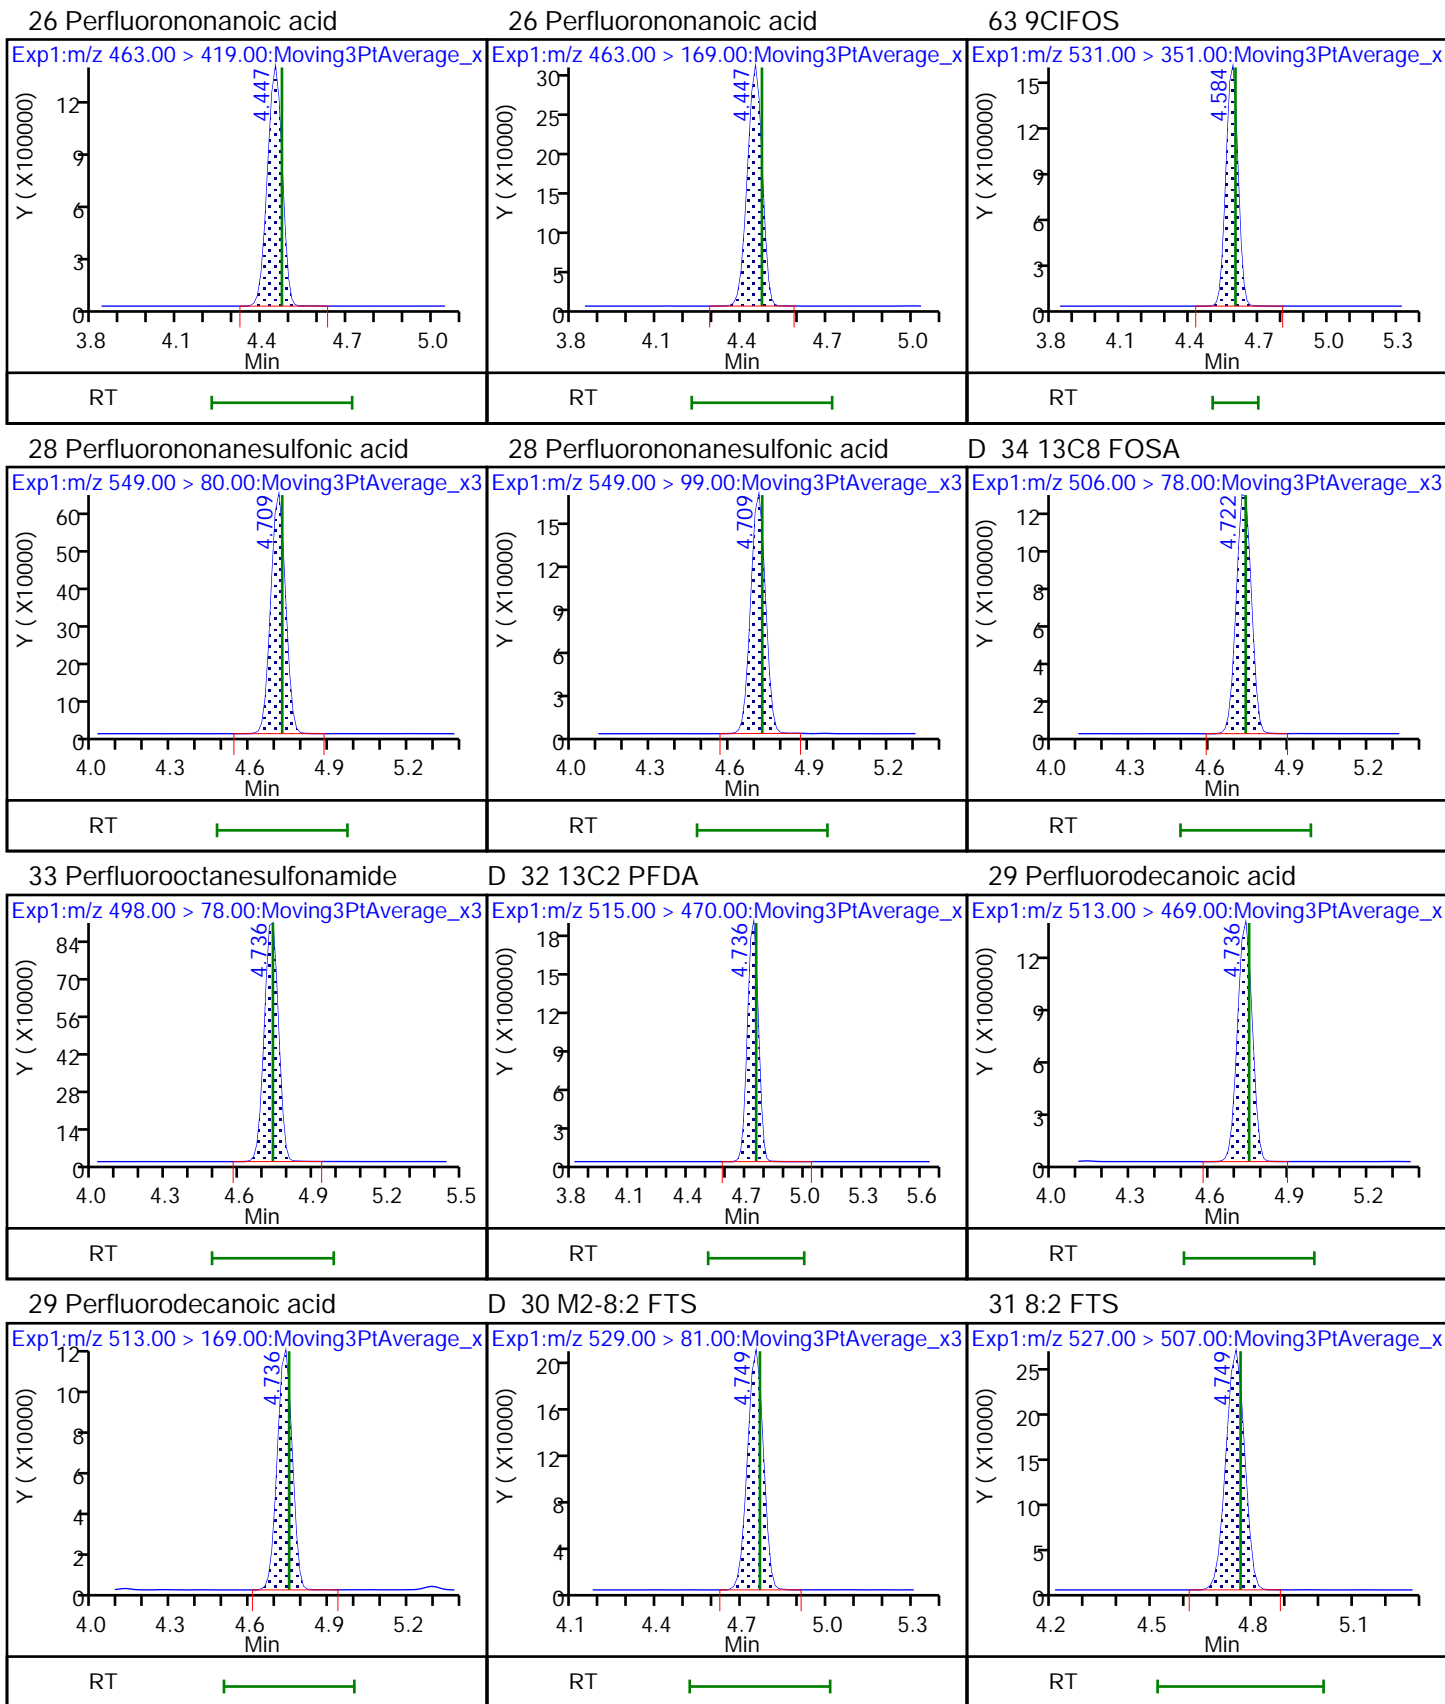 26 Perfluorononanoic acid
26 Perfluorononanoic acid
63 9ClFOS
Exp1:m/z 463.00 > 419.00:Moving3PtAverage_x
Exp1:m/z 463.00 > 169.00:Moving3PtAverage_x
Exp1:m/z 531.00 > 351.00:Moving3PtAverage_x
4.447
12
9
6
3
0
Y ( X100000)
3.8 4.1 4.4 4.7 5.0
Min
RT
4.447
30
25
20
15
10
5
0
Y ( X10000)
3.8 4.1 4.4 4.7 5.0
Min
RT
4.584
15
12
9
6
3
0
Y ( X100000)
3.8 4.1 4.4 4.7 5.0 5.3
Min
RT
28 Perfluorononanesulfonic acid
28 Perfluorononanesulfonic acid
D 34 13C8 FOSA
Exp1:m/z 549.00 > 80.00:Moving3PtAverage_x3
Exp1:m/z 549.00 > 99.00:Moving3PtAverage_x3
Exp1:m/z 506.00 > 78.00:Moving3PtAverage_x3
4.709
60
50
40
30
20
10
0
Y ( X10000)
4.0 4.3 4.6 4.9 5.2
Min
RT
4.709
15
12
9
6
3
0
Y ( X10000)
4.0 4.3 4.6 4.9 5.2
Min
RT
4.722
12
10
8
6
4
2
0
Y ( X100000)
4.0 4.3 4.6 4.9 5.2
Min
RT
33 Perfluorooctanesulfonamide
D 32 13C2 PFDA
29 Perfluorodecanoic acid
Exp1:m/z 498.00 > 78.00:Moving3PtAverage_x3
Exp1:m/z 515.00 > 470.00:Moving3PtAverage_x
Exp1:m/z 513.00 > 469.00:Moving3PtAverage_x
4.736
84
70
56
42
28
14
0
Y ( X10000)
4.0 4.3 4.6 4.9 5.2 5.5
Min
RT
4.736
18
15
12
9
6
3
0
Y ( X100000)
3.8 4.1 4.4 4.7 5.0 5.3 5.6
Min
RT
4.736
12
9
6
3
0
Y ( X100000)
4.0 4.3 4.6 4.9 5.2
Min
RT
29 Perfluorodecanoic acid
D 30 M2-8:2 FTS
31 8:2 FTS
Exp1:m/z 513.00 > 169.00:Moving3PtAverage_x
Exp1:m/z 529.00 > 81.00:Moving3PtAverage_x3
Exp1:m/z 527.00 > 507.00:Moving3PtAverage_x
4.736
12
10
8
6
4
2
0
Y ( X10000)
4.0 4.3 4.6 4.9 5.2
Min
RT
4.749
20
16
12
8
4
0
Y ( X10000)
4.1 4.4 4.7 5.0 5.3
Min
RT
4.749
25
20
15
10
5
0
Y ( X10000)
4.2 4.5 4.8 5.1
Min
RT